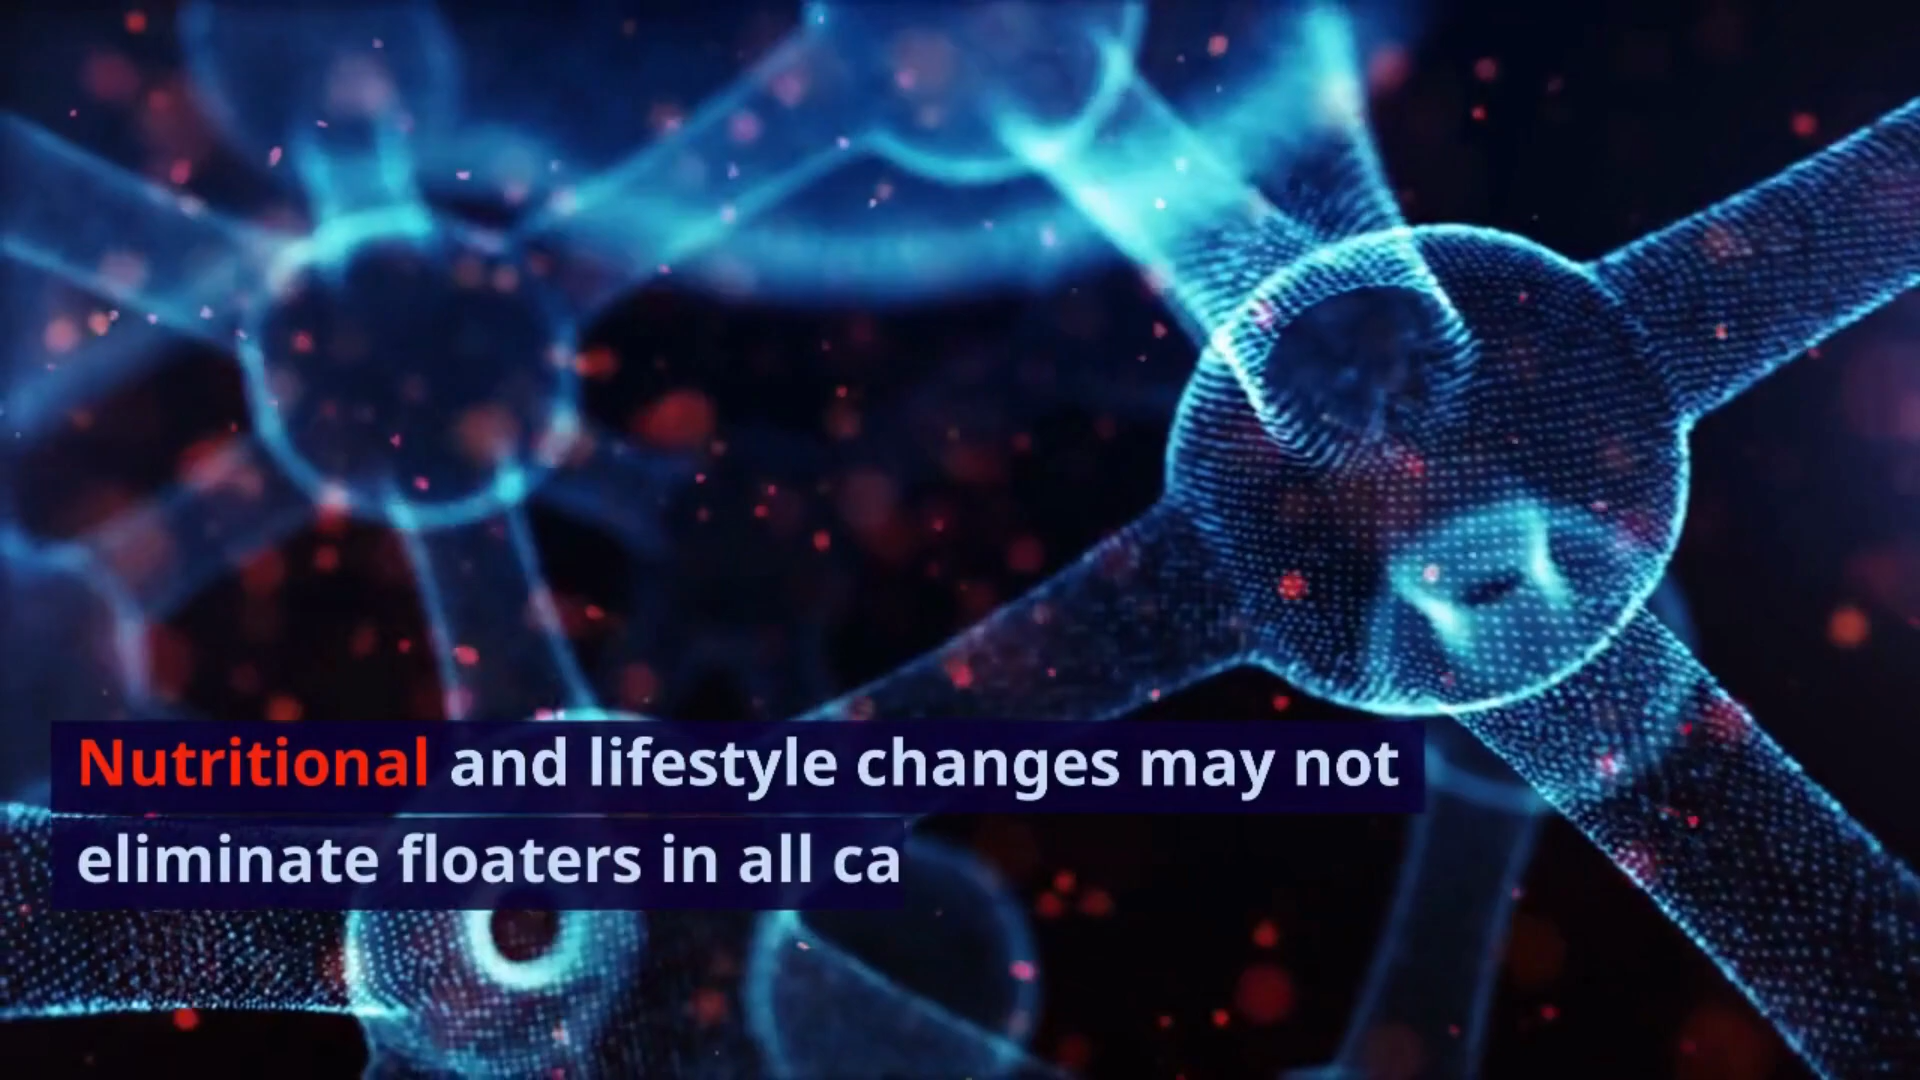 Nutritional and lifestyle changes may not
eliminate floaters in all ca